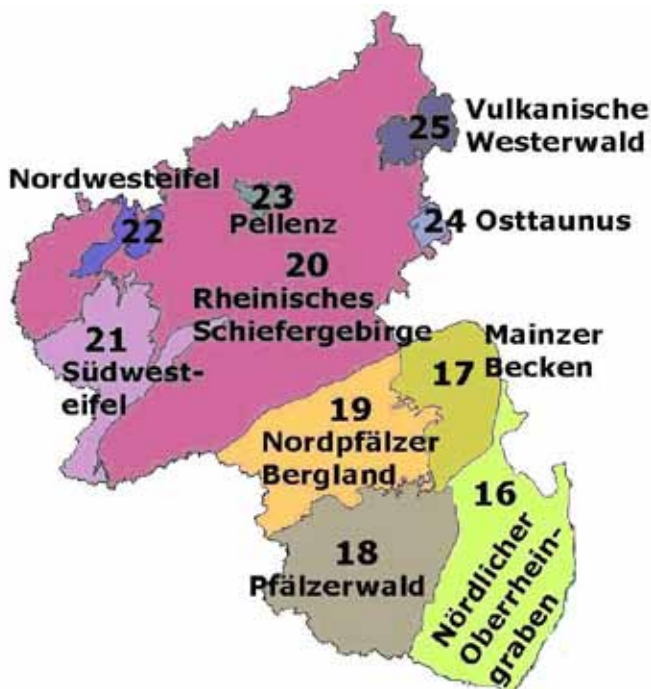 25 Vulkanische
Westerwald
Nordwesteifel
22
23
Pellenz
24 Osttaunus
20
Rheinisches
Schiefergebirge
21
Südwest-
eifel
Mainzer
17 Becken
19
Nordpfälzer
Bergland
16
Nördlicher
Oberrhein-
graben
18
Pfälzerwald